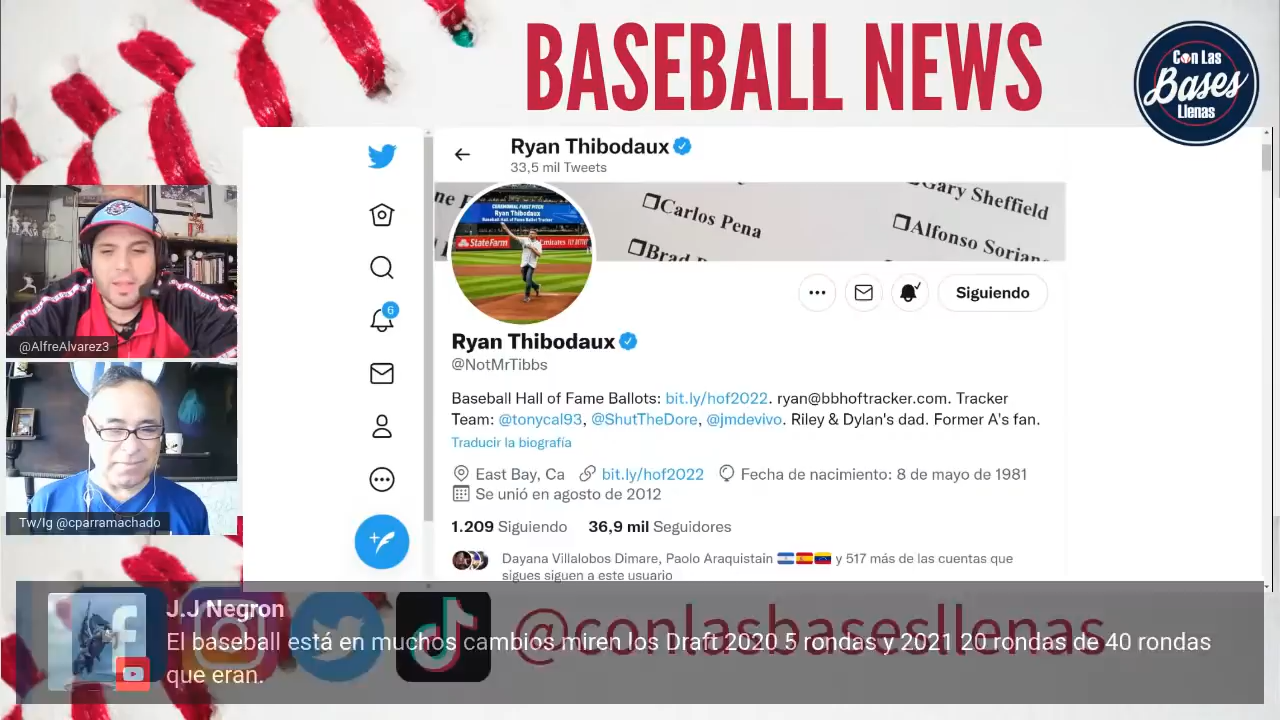 BASEBALL NEWS
Con Las
Bases
Llenas
Ryan Thibodaux
33,5 mil Tweets
Carlos Pena
Gary Sheffield
Alfonso Sorian
Brad
CEREMONIAL FIRST PITCH
Ryan Thibodaux
Baseball Hall of Fame Ballot Tracker
State Farm
Emirates
6
Siguiendo
Ryan Thibodaux
@NotMrTibbs
Baseball Hall of Fame Ballots: bit.ly/hof2022. ryan@bbhoftracker.com. Tracker
Team: @tonycal93, @ShutTheDore, @jmdevivo. Riley & Dylan's dad. Former A's fan.
Traducir la biografía
East Bay, Ca bit.ly/hof2022 Fecha de nacimiento: 8 de mayo de 1981
Se unió en agosto de 2012
1.209 Siguiendo 36,9 mil Seguidores
Dayana Villalobos Dimare, Paolo Araquistain 🇸🇻🇪🇸🇻🇪 y 517 más de las cuentas que
sigues siguen a este usuario
@AlfreAlvarez3
Tw/Ig @cparramachado
J.J Negron
El baseball está en muchos cambios miren los Draft 2020 5 rondas y 2021 20 rondas de 40 rondas
que eran.
@conlasbasesllenas